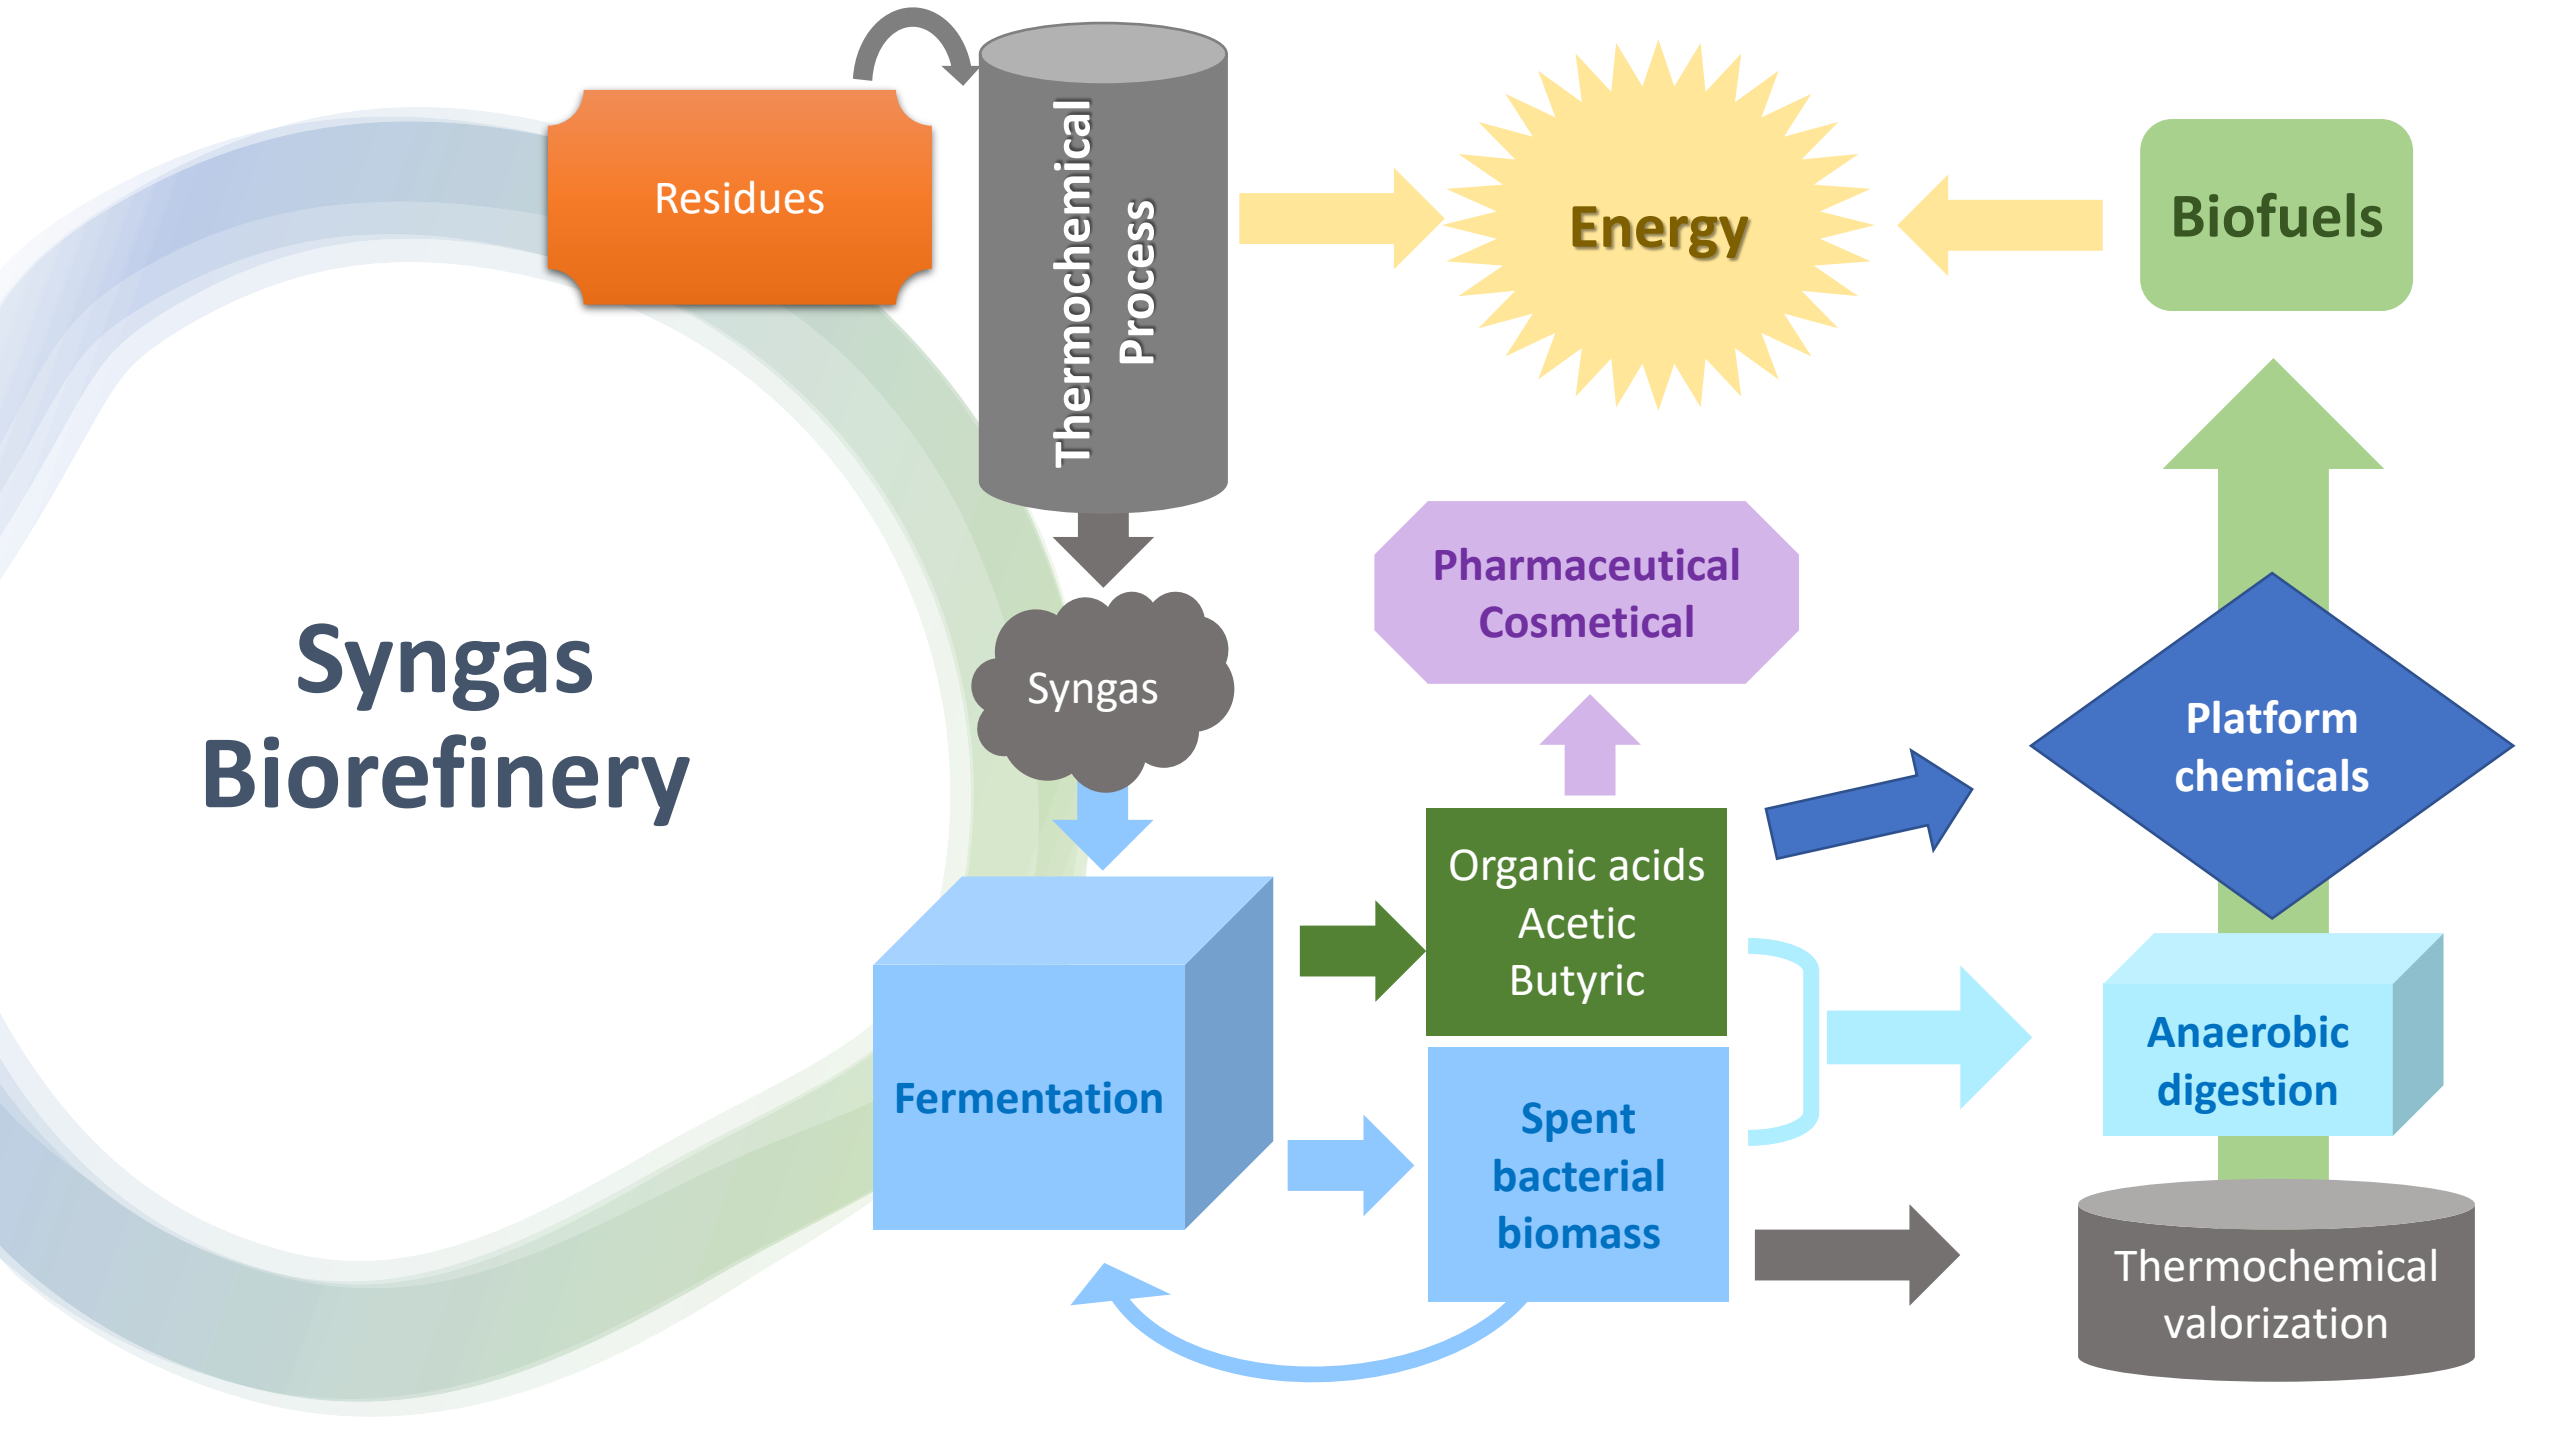 Syngas
Biorefinery
Residues
Thermochemical
Process
Energy
Biofuels
Syngas
Pharmaceutical
Cosmetical
Platform
chemicals
Fermentation
Organic acids
Acetic
Butyric
Spent
bacterial
biomass
Anaerobic
digestion
Thermochemical
valorization